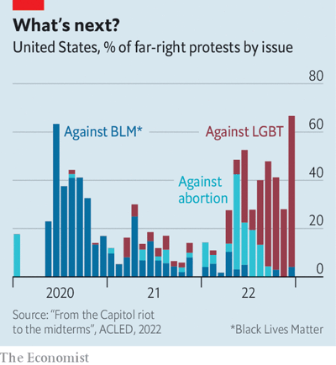 What's next?
United States, % of far-right protests by issue
80
Against BLM*
Against LGBT
60
Against
abortion
40
20
0
2020
21
22
Source: "From the Capitol riot
to the midterms", ACLED, 2022
*Black Lives Matter
The Economist